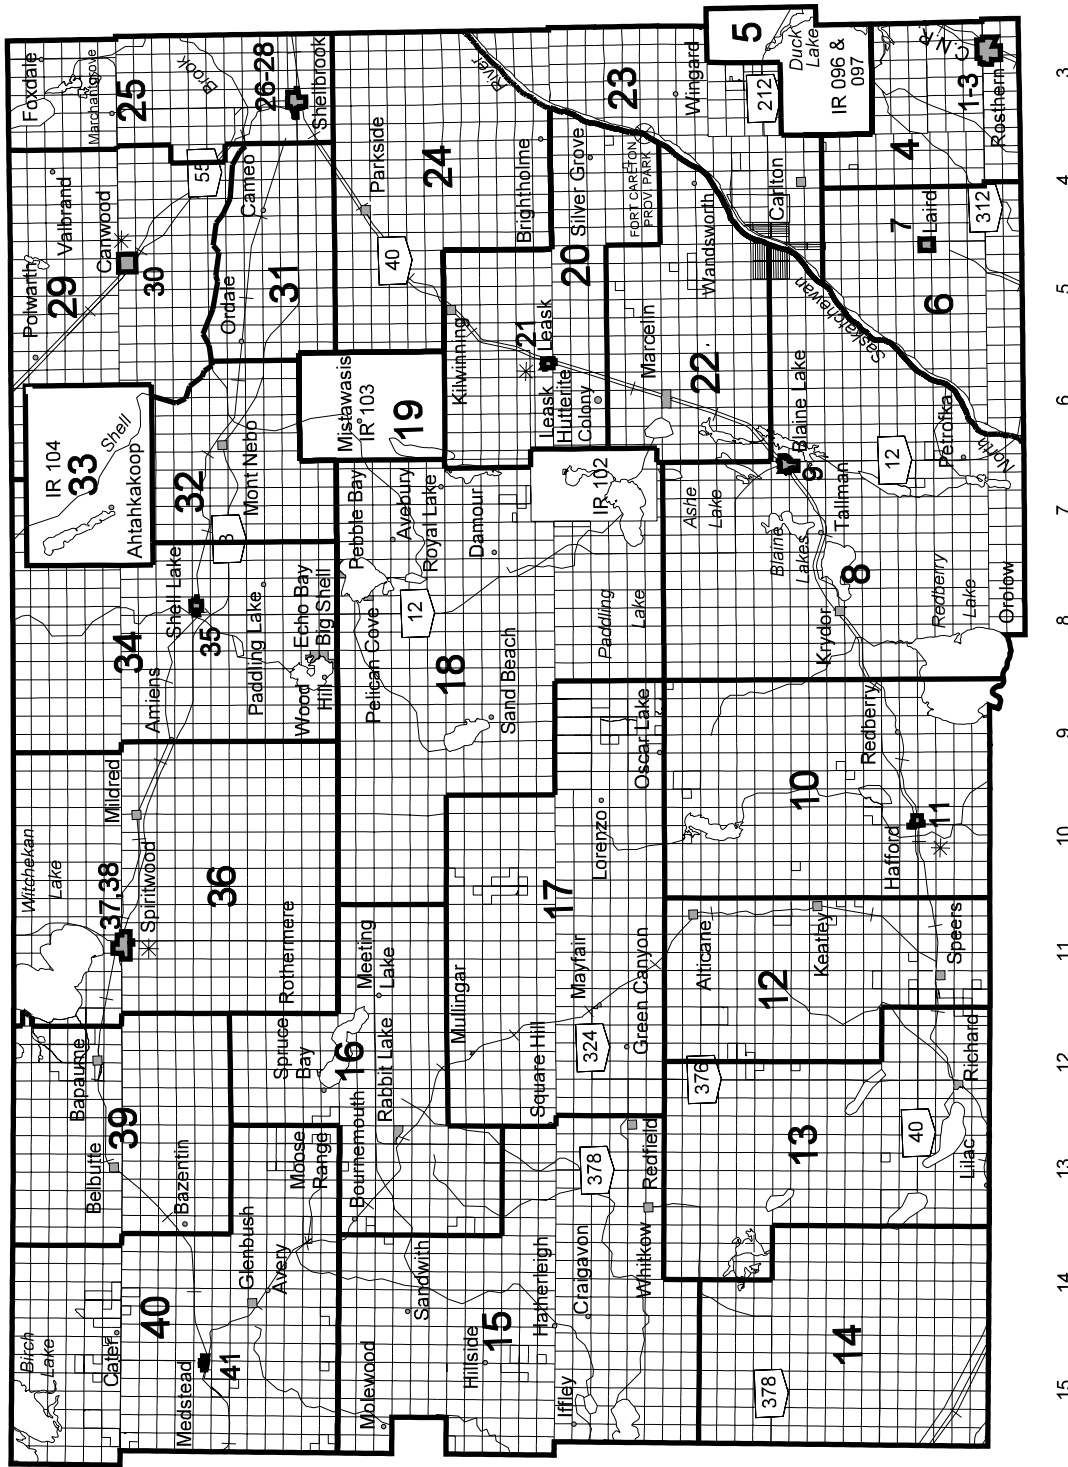 Foxdale
Marchantgrove
25
Brook
26-28
Shellbrook
River
Wingard
5
Duck
Lake
IR 096 &
097
C.N.R.
1-3
Rosthern
3
Polwarth
29
Valbrand
Canwood
30
55
Cameo
Ordale
31
Parkside
24
40
Brightholme
20
Silver Grove
23
FORT CARLTON
PROV'L PARK
212
Wandsworth
Carlton
4
7
Laird
312
4
Kilwinning
21
Leask
Marcelin
22
Saskatchewan
6
5
IR 104
33
Shell
Ahtahkakoop
32
Mont Nebo
3
Mistawasis
IR 103
19
Leask
Hutterite
Colony
Blaine Lake
9
12
Petrofka
North
6
Pebble Bay
Avebury
Royal Lake
Damour
IR 102
Ashe
Lake
Blaine
Lakes
Tallman
7
34
Shell Lake
35
Amiens
Paddling Lake
Echo Bay
Big Shell
Wood
Hill
Pelican Cove
12
18
Sand Beach
Paddling
Lake
8
Krydor
Redberry
Lake
Orolow
8
Mildred
Oscar Lake
Redberry
9
Witchekan
Lake
37,38
Spiritwood
36
Lorenzo
10
Hafford
11
10
Rothermere
Meeting
Lake
17
Mullingar
Mayfair
Green Canyon
Alticane
12
Keatley
Speers
11
Bapaume
39
Spruce
Bay
16
Rabbit Lake
Square Hill
324
376
Richard
12
Belbutte
Bazentin
Moose
Range
Bournemouth
378
Redfield
13
40
Lilac
13
Glenbush
Avery
Sandwith
Hatherleigh
Craigavon
Whitkow
14
Birch
Lake
Cater
40
Medstead
41
Molewood
Hillside
15
Iffley
378
14
15